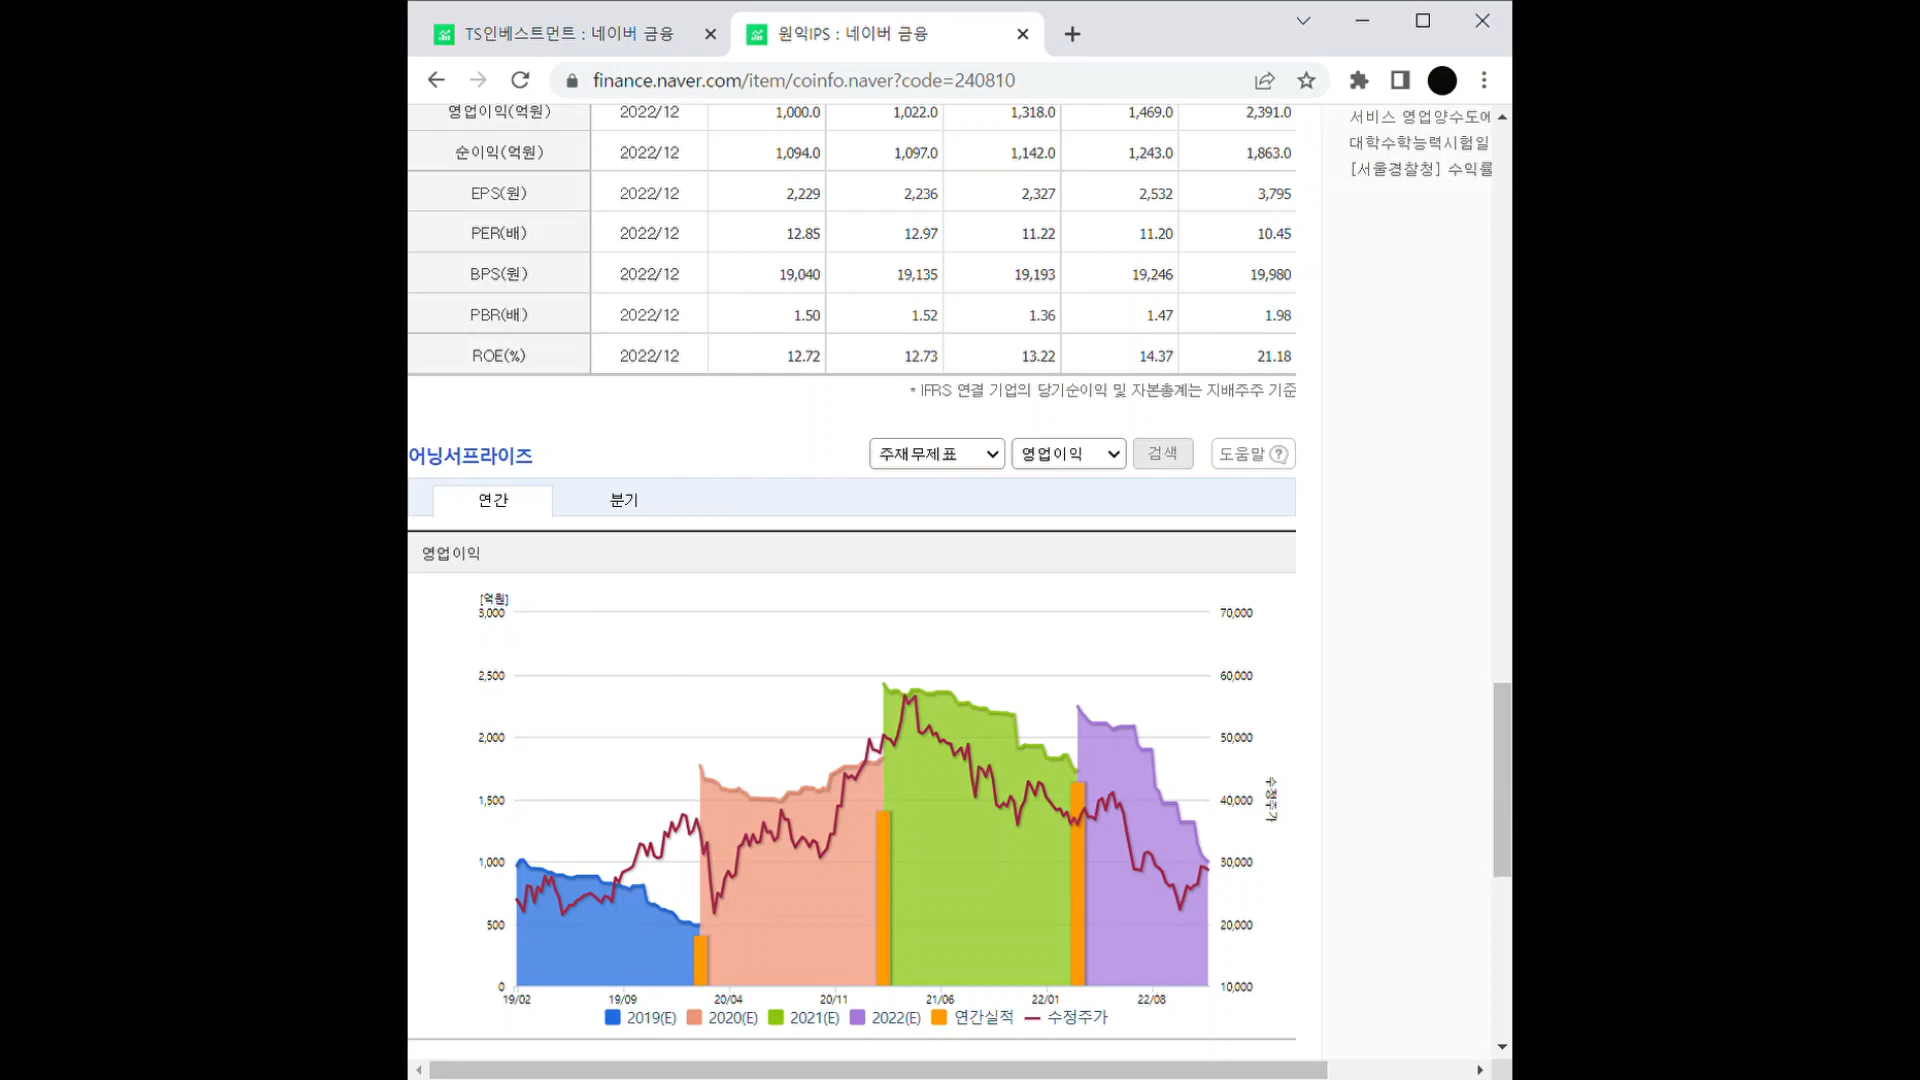 TS인베스트먼트 : 네이버 금융
원익IPS : 네이버 금융
finance.naver.com/item/coinfo.naver?code=240810
영업이익(억원) 2022/12 1,000.0 1,022.0 1,318.0 1,469.0 2,391.0
순이익(억원) 2022/12 1,094.0 1,097.0 1,142.0 1,243.0 1,863.0
EPS(원) 2022/12 2,229 2,236 2,327 2,532 3,795
PER(배) 2022/12 12.85 12.97 11.22 11.20 10.45
BPS(원) 2022/12 19,040 19,135 19,193 19,246 19,980
PBR(배) 2022/12 1.50 1.52 1.36 1.47 1.98
ROE(%) 2022/12 12.72 12.73 13.22 14.37 21.18
* IFRS 연결 기업의 당기순이익 및 자본총계는 지배주주 기준
서비스 영업양수도에
대학수학능력시험일
[서울경찰청] 수익률
어닝서프라이즈 주재무제표 영업이익 검색 도움말 ?
연간 분기
영업이익
[억원]
3,000 70,000
2,500 60,000
2,000 50,000
1,500 40,000
수정주가
1,000 30,000
500 20,000
0 10,000
19/02 19/09 20/04 20/11 21/06 22/01 22/08
2019(E) 2020(E) 2021(E) 2022(E) 연간실적 수정주가